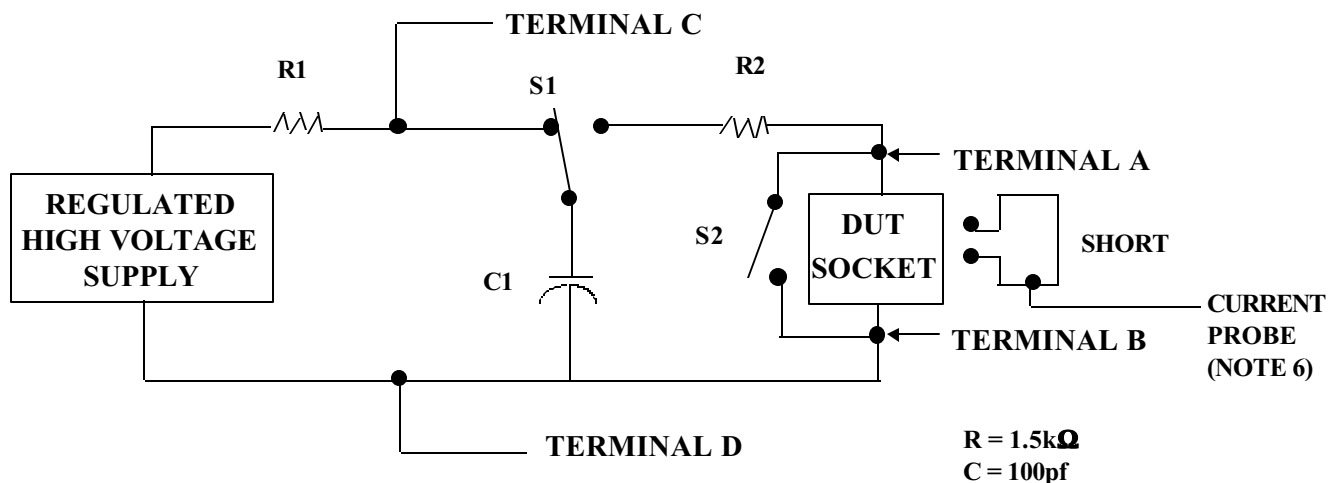 TERMINAL C
R1
S1
R2
TERMINAL A
REGULATED
HIGH VOLTAGE
SUPPLY
S2
DUT
SOCKET
SHORT
C1
CURRENT
PROBE
(NOTE 6)
TERMINAL B
TERMINAL D
R = 1.5kΩ
C = 100pf